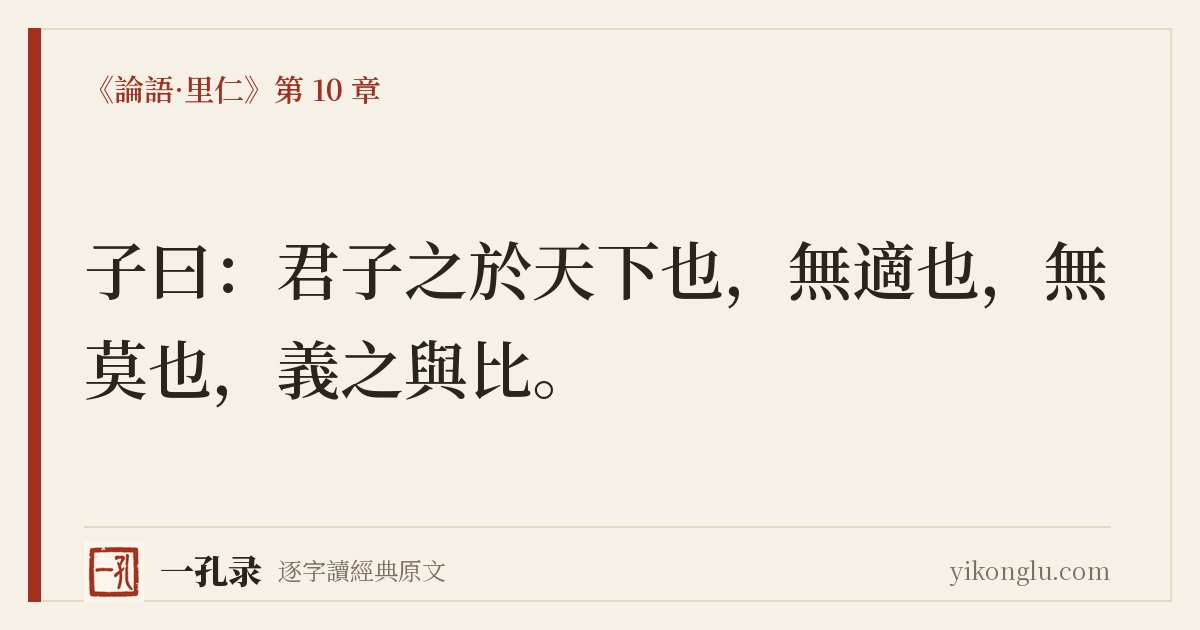 《論語·里仁》第 10 章
子曰：君子之於天下也，無適也，無
莫也，義之與比。
一孔
一孔录 逐字讀經典原文
yikonglu.com